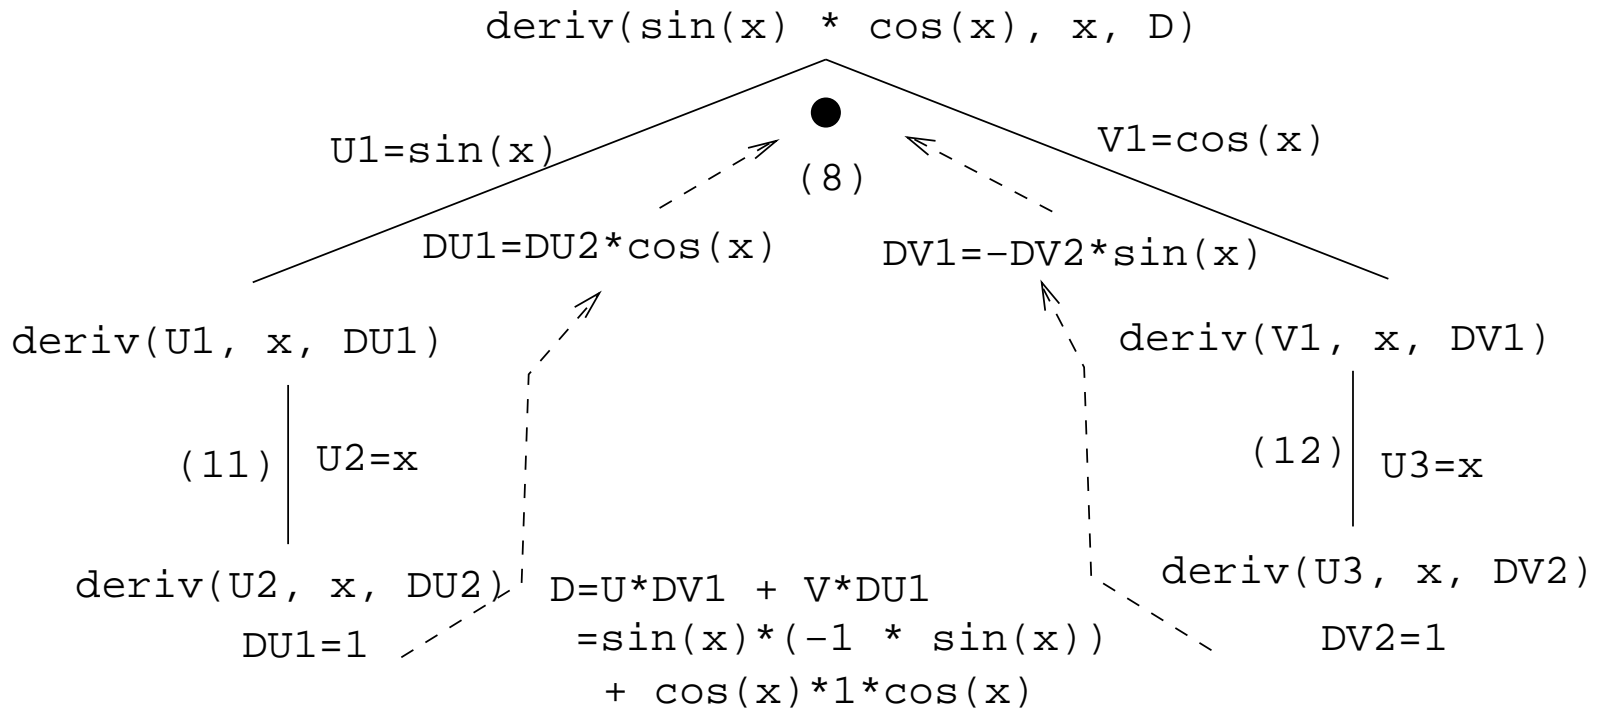 deriv(sin(x) * cos(x), x, D)
U1=sin(x)
V1=cos(x)
(8)
DU1=DU2*cos(x)
DV1=-DV2*sin(x)
deriv(U1, x, DU1)
deriv(V1, x, DV1)
(11)
U2=x
(12)
U3=x
deriv(U2, x, DU2)
DU1=1
D=U*DV1 + V*DU1
=sin(x)*(-1 * sin(x))
+ cos(x)*1*cos(x)
deriv(U3, x, DV2)
DV2=1